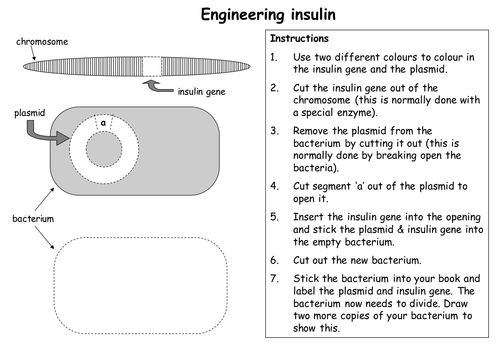 Engineering insulin
chromosome
insulin gene
plasmid
a
bacterium
Instructions
1. Use two different colours to colour in
the insulin gene and the plasmid.
2. Cut the insulin gene out of the
chromosome (this is normally done with
a special enzyme).
3. Remove the plasmid from the
bacterium by cutting it out (this is
normally done by breaking open the
bacteria).
4. Cut segment ‘a’ out of the plasmid to
open it.
5. Insert the insulin gene into the opening
and stick the plasmid & insulin gene into
the empty bacterium.
6. Cut out the new bacterium.
7. Stick the bacterium into your book and
label the plasmid and insulin gene. The
bacterium now needs to divide. Draw
two more copies of your bacterium to
show this.